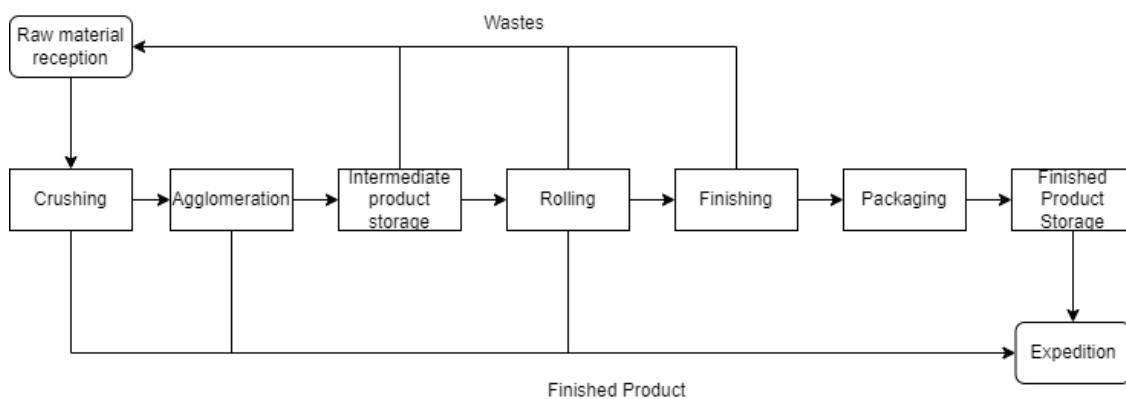 Wastes
Raw material
reception
Crushing
Agglomeration
Intermediate
product
storage
Rolling
Finishing
Packaging
Finished
Product
Storage
Expedition
Finished Product